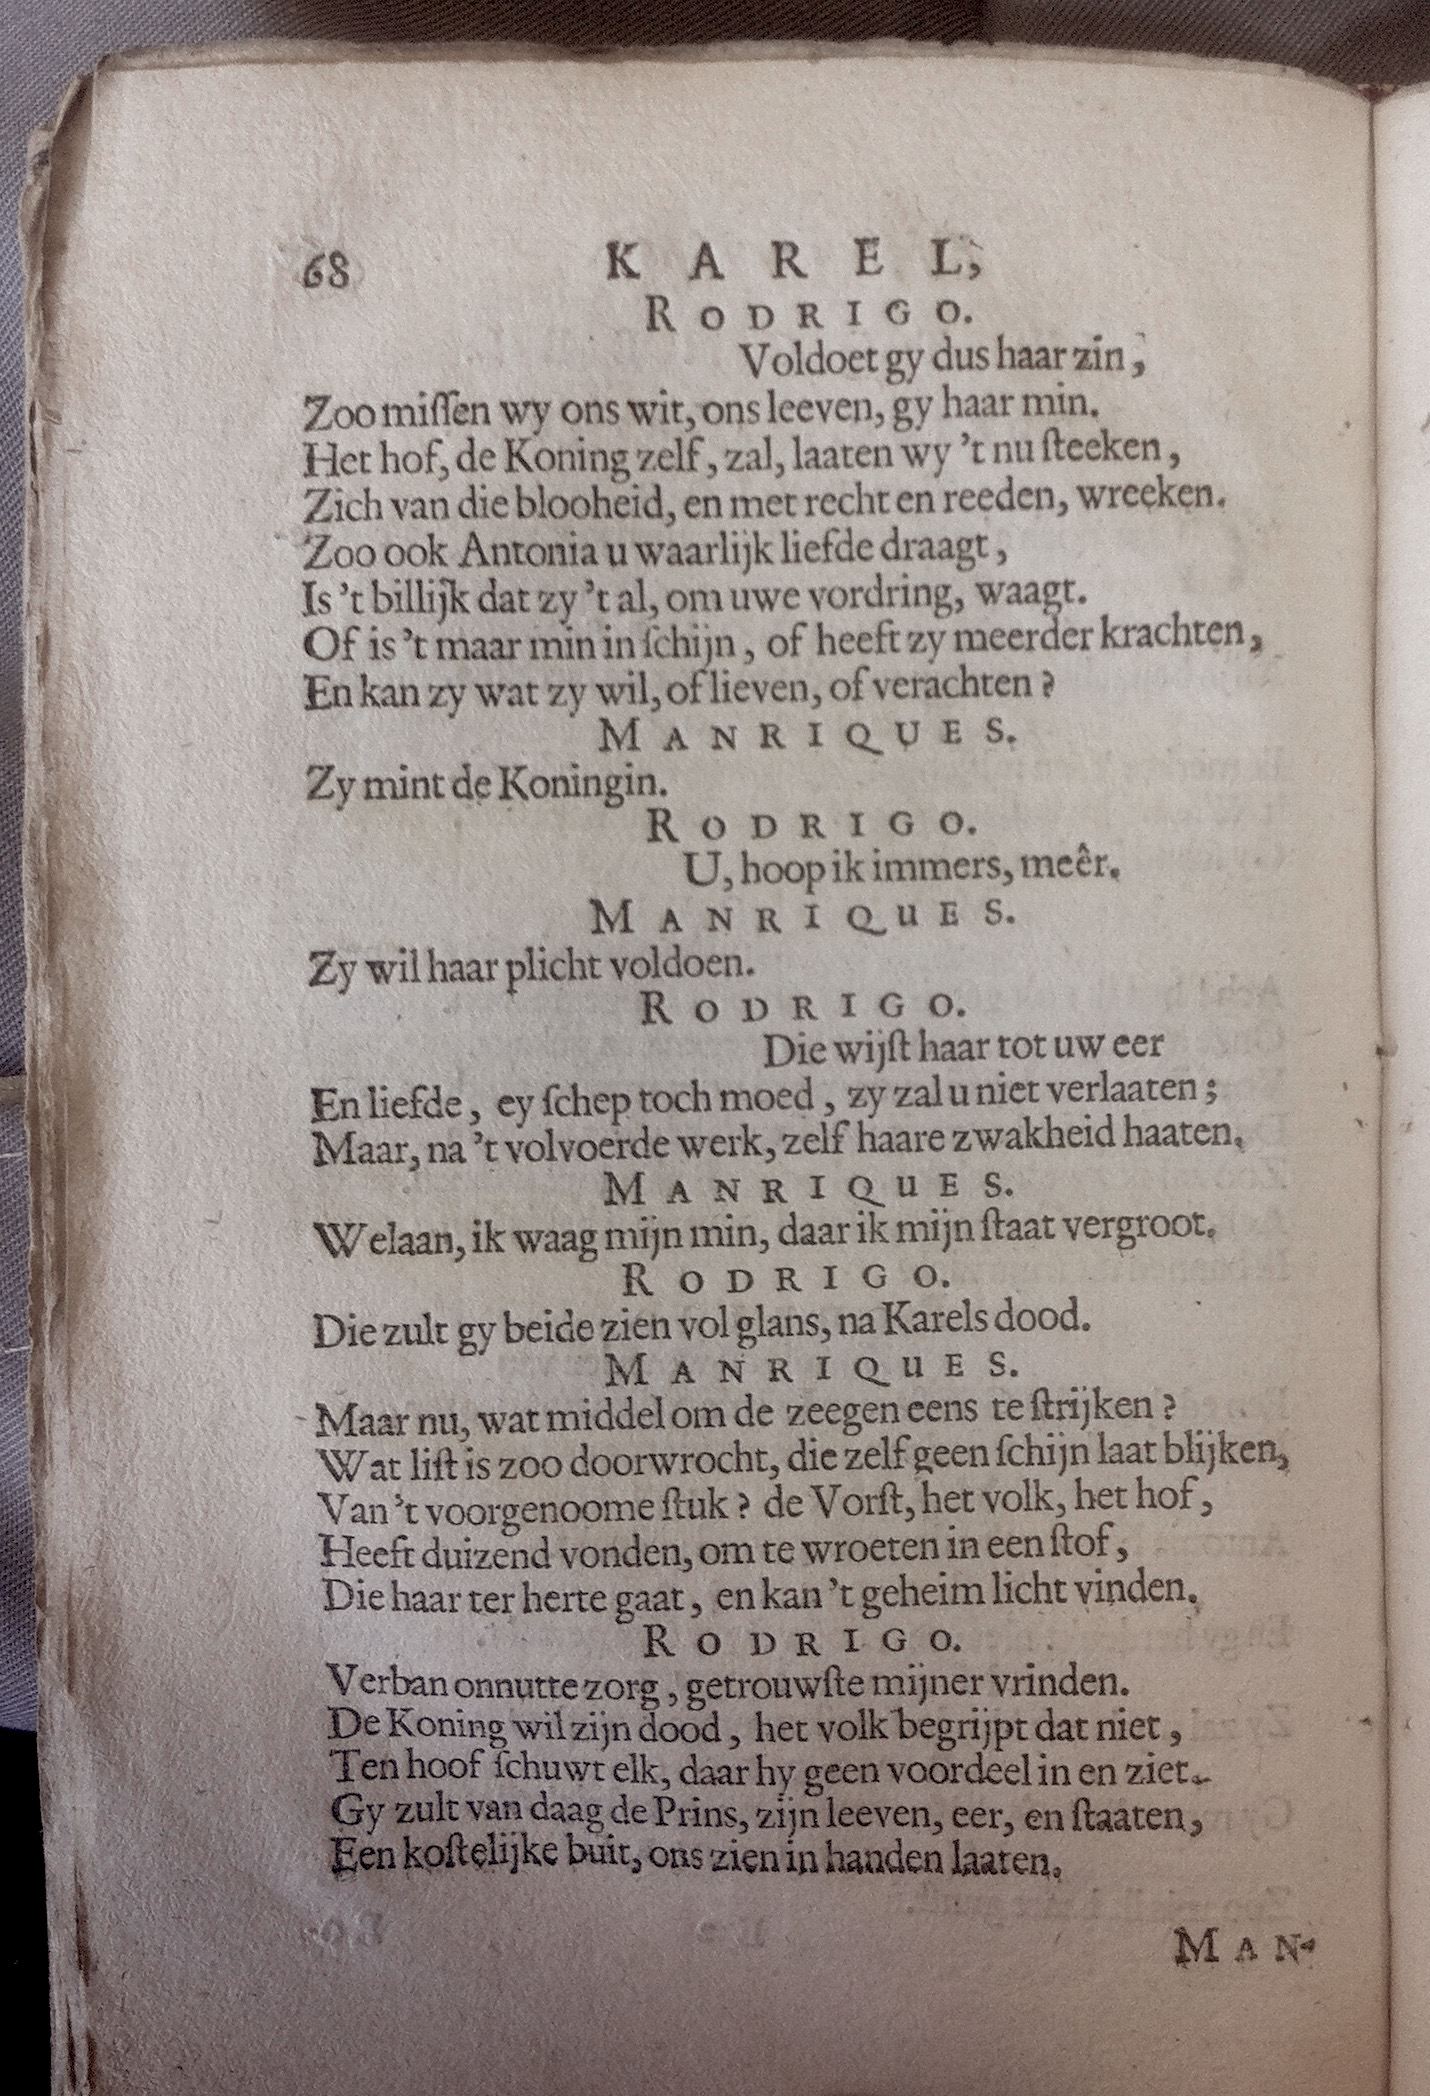 68 KAREL,
RODRIGO.
Voldoet gy dus haar zin,
Zoo miſſen wy ons wit, ons leeven, gy haar min.
Het hof, de Koning zelf, zal, laaten wy 't nu ſteeken,
Zich van die blooheid, en met recht en reeden, wreeken.
Zoo ook Antonia u waarlijk liefde draagt,
Is 't billijk dat zy 't al, om uwe vordring, waagt.
Of is 't maar min in ſchijn, of heeft zy meerder krachten,
En kan zy wat zy wil, of lieven, of verachten?
MANRIQUES.
Zy mint de Koningin.
RODRIGO.
U, hoop ik immers, meêr.
MANRIQUES.
Zy wil haar plicht voldoen.
RODRIGO.
Die wijſt haar tot uw eer
En liefde, ey ſchep toch moed, zy zal u niet verlaaten;
Maar, na 't volvoerde werk, zelf haare zwakheid haaten.
MANRIQUES.
Welaan, ik waag mijn min, daar ik mijn ſtaat vergroot.
RODRIGO.
Die zult gy beide zien vol glans, na Karels dood.
MANRIQUES.
Maar nu, wat middel om de zeegen eens te ſtrijken?
Wat liſt is zoo doorwrocht, die zelf geen ſchijn laat blijken,
Van 't voorgenoome ſtuk? de Vorſt, het volk, het hof,
Heeft duizend vonden, om te wroeten in een ſtof,
Die haar ter herte gaat, en kan 't geheim licht vinden.
RODRIGO.
Verban onnutte zorg, getrouwſte mijner vrinden.
De Koning wil zijn dood, het volk begrijpt dat niet,
Ten hoof ſchuwt elk, daar hy geen voordeel in en ziet.
Gy zult van daag de Prins, zijn leeven, eer, en ſtaaten,
Een koſtelijke buit, ons zien in handen laaten.
MAN-